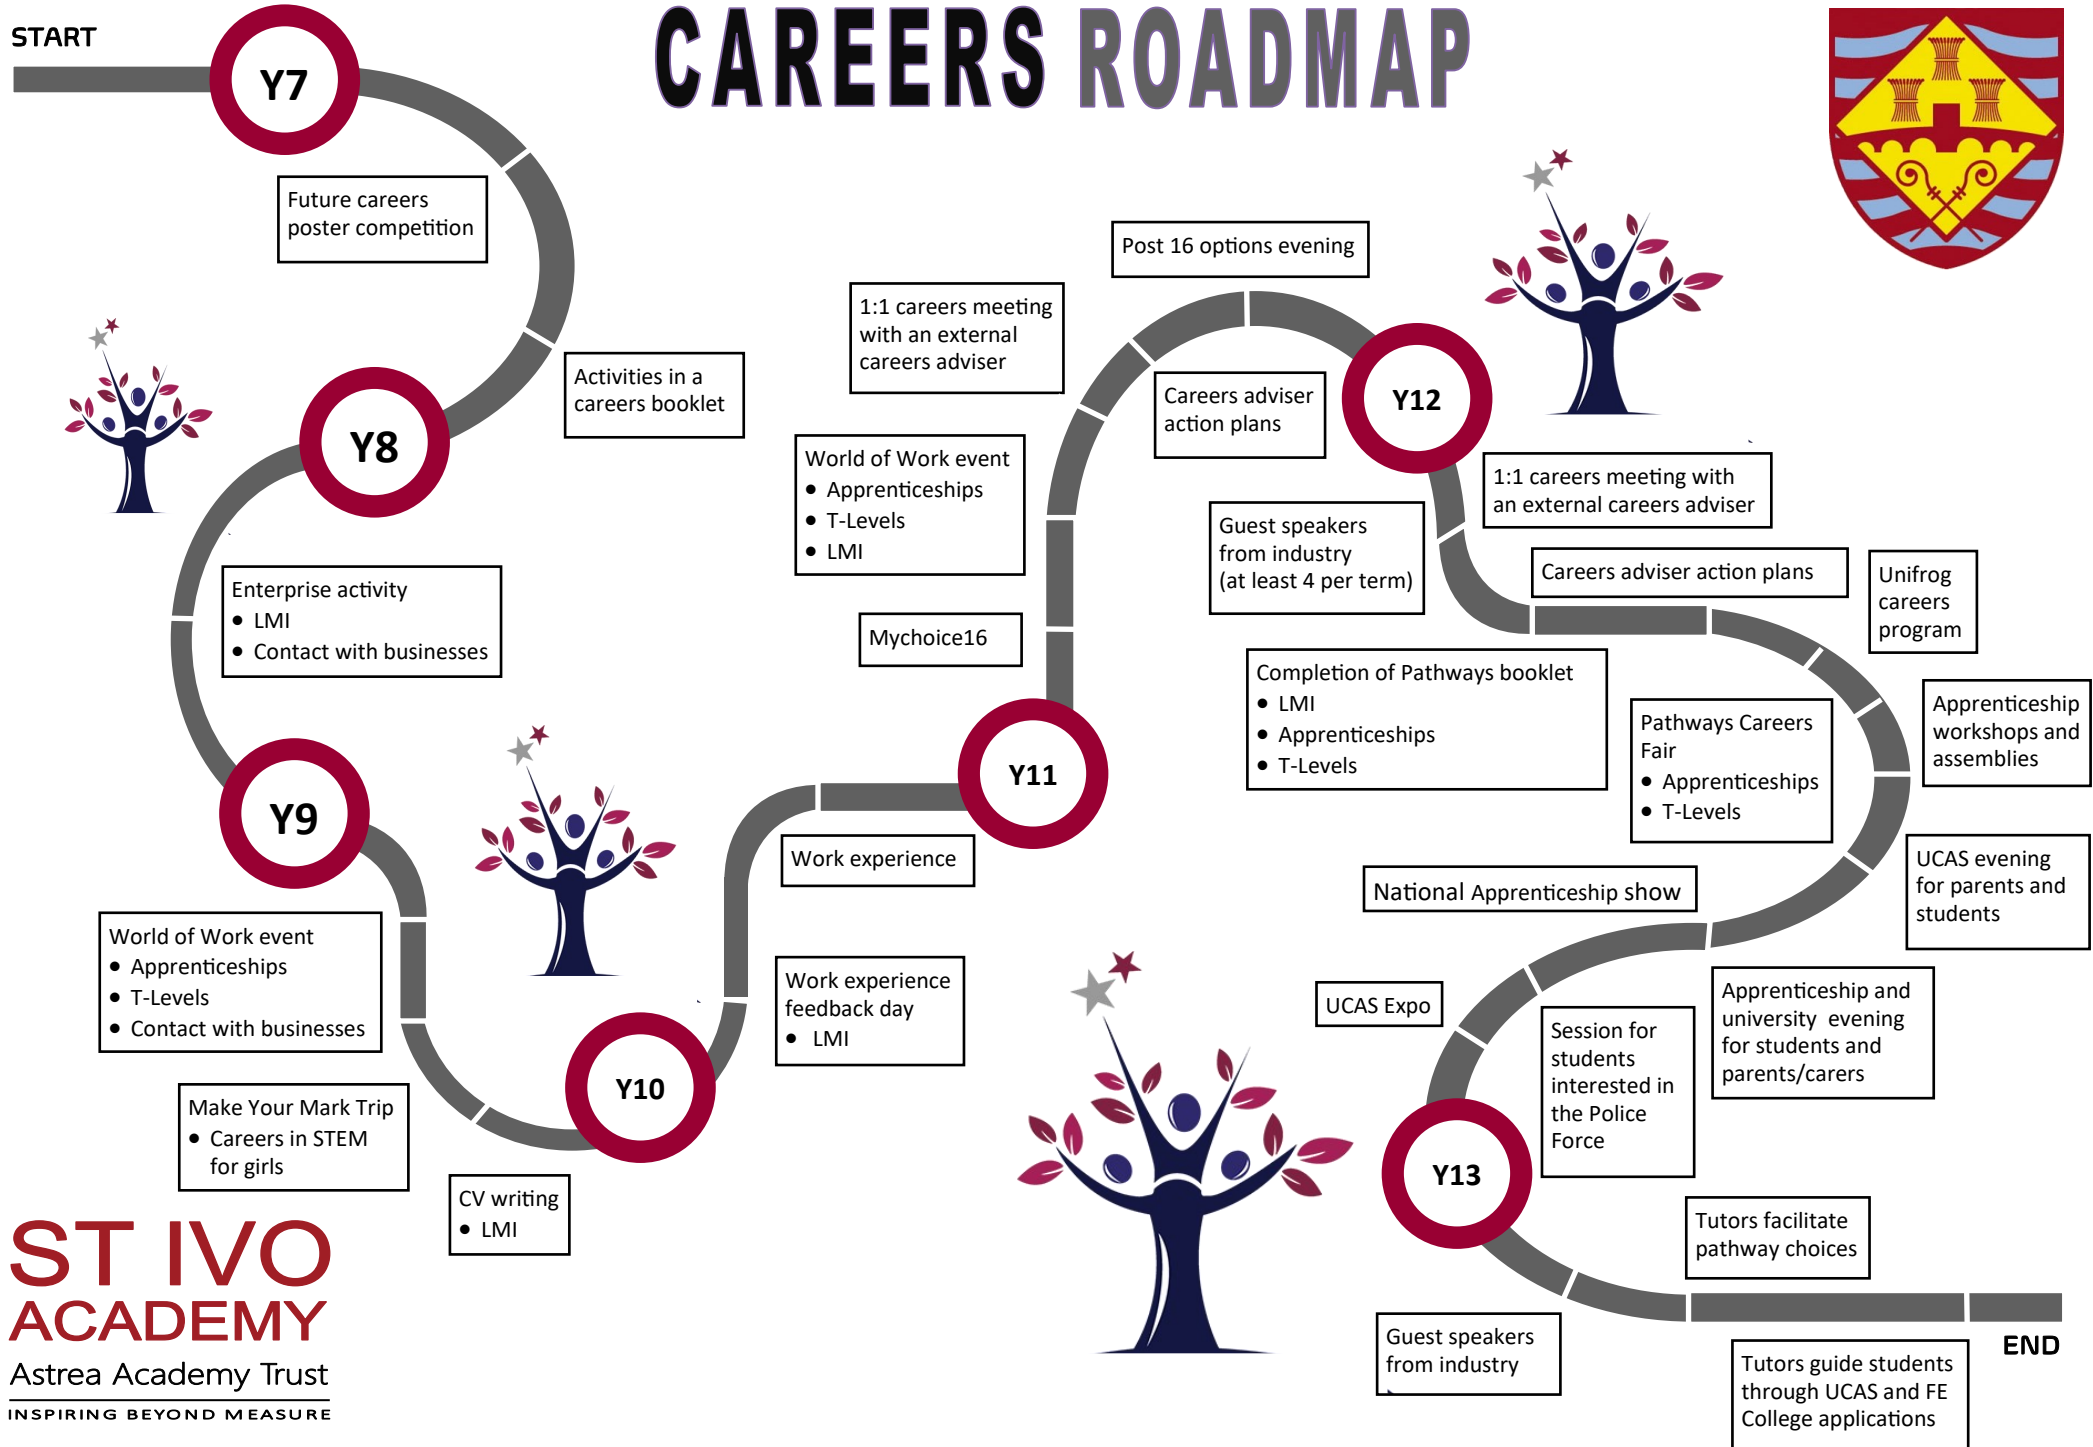 CAREERS ROADMAP
START
Y7
Future careers
poster competition
Activities in a
careers booklet
Y8
Enterprise activity
• LMI
• Contact with businesses
Y9
World of Work event
• Apprenticeships
• T-Levels
• Contact with businesses
Make Your Mark Trip
• Careers in STEM
for girls
CV writing
• LMI
Y10
Work experience
feedback day
• LMI
Work experience
Y11
Mychoice16
World of Work event
• Apprenticeships
• T-Levels
• LMI
1:1 careers meeting
with an external
careers adviser
Careers adviser
action plans
Post 16 options evening
Y12
1:1 careers meeting with
an external careers adviser
Guest speakers
from industry
(at least 4 per term)
Careers adviser action plans
Completion of Pathways booklet
• LMI
• Apprenticeships
• T-Levels
Unifrog
careers
program
Pathways Careers
Fair
• Apprenticeships
• T-Levels
Apprenticeship
workshops and
assemblies
UCAS evening
for parents and
students
National Apprenticeship show
Apprenticeship and
university evening
for students and
parents/carers
Session for
students
interested in
the Police
Force
UCAS Expo
Y13
Guest speakers
from industry
Tutors facilitate
pathway choices
Tutors guide students
through UCAS and FE
College applications
END
ST IVO
ACADEMY
Astrea Academy Trust
INSPIRING BEYOND MEASURE